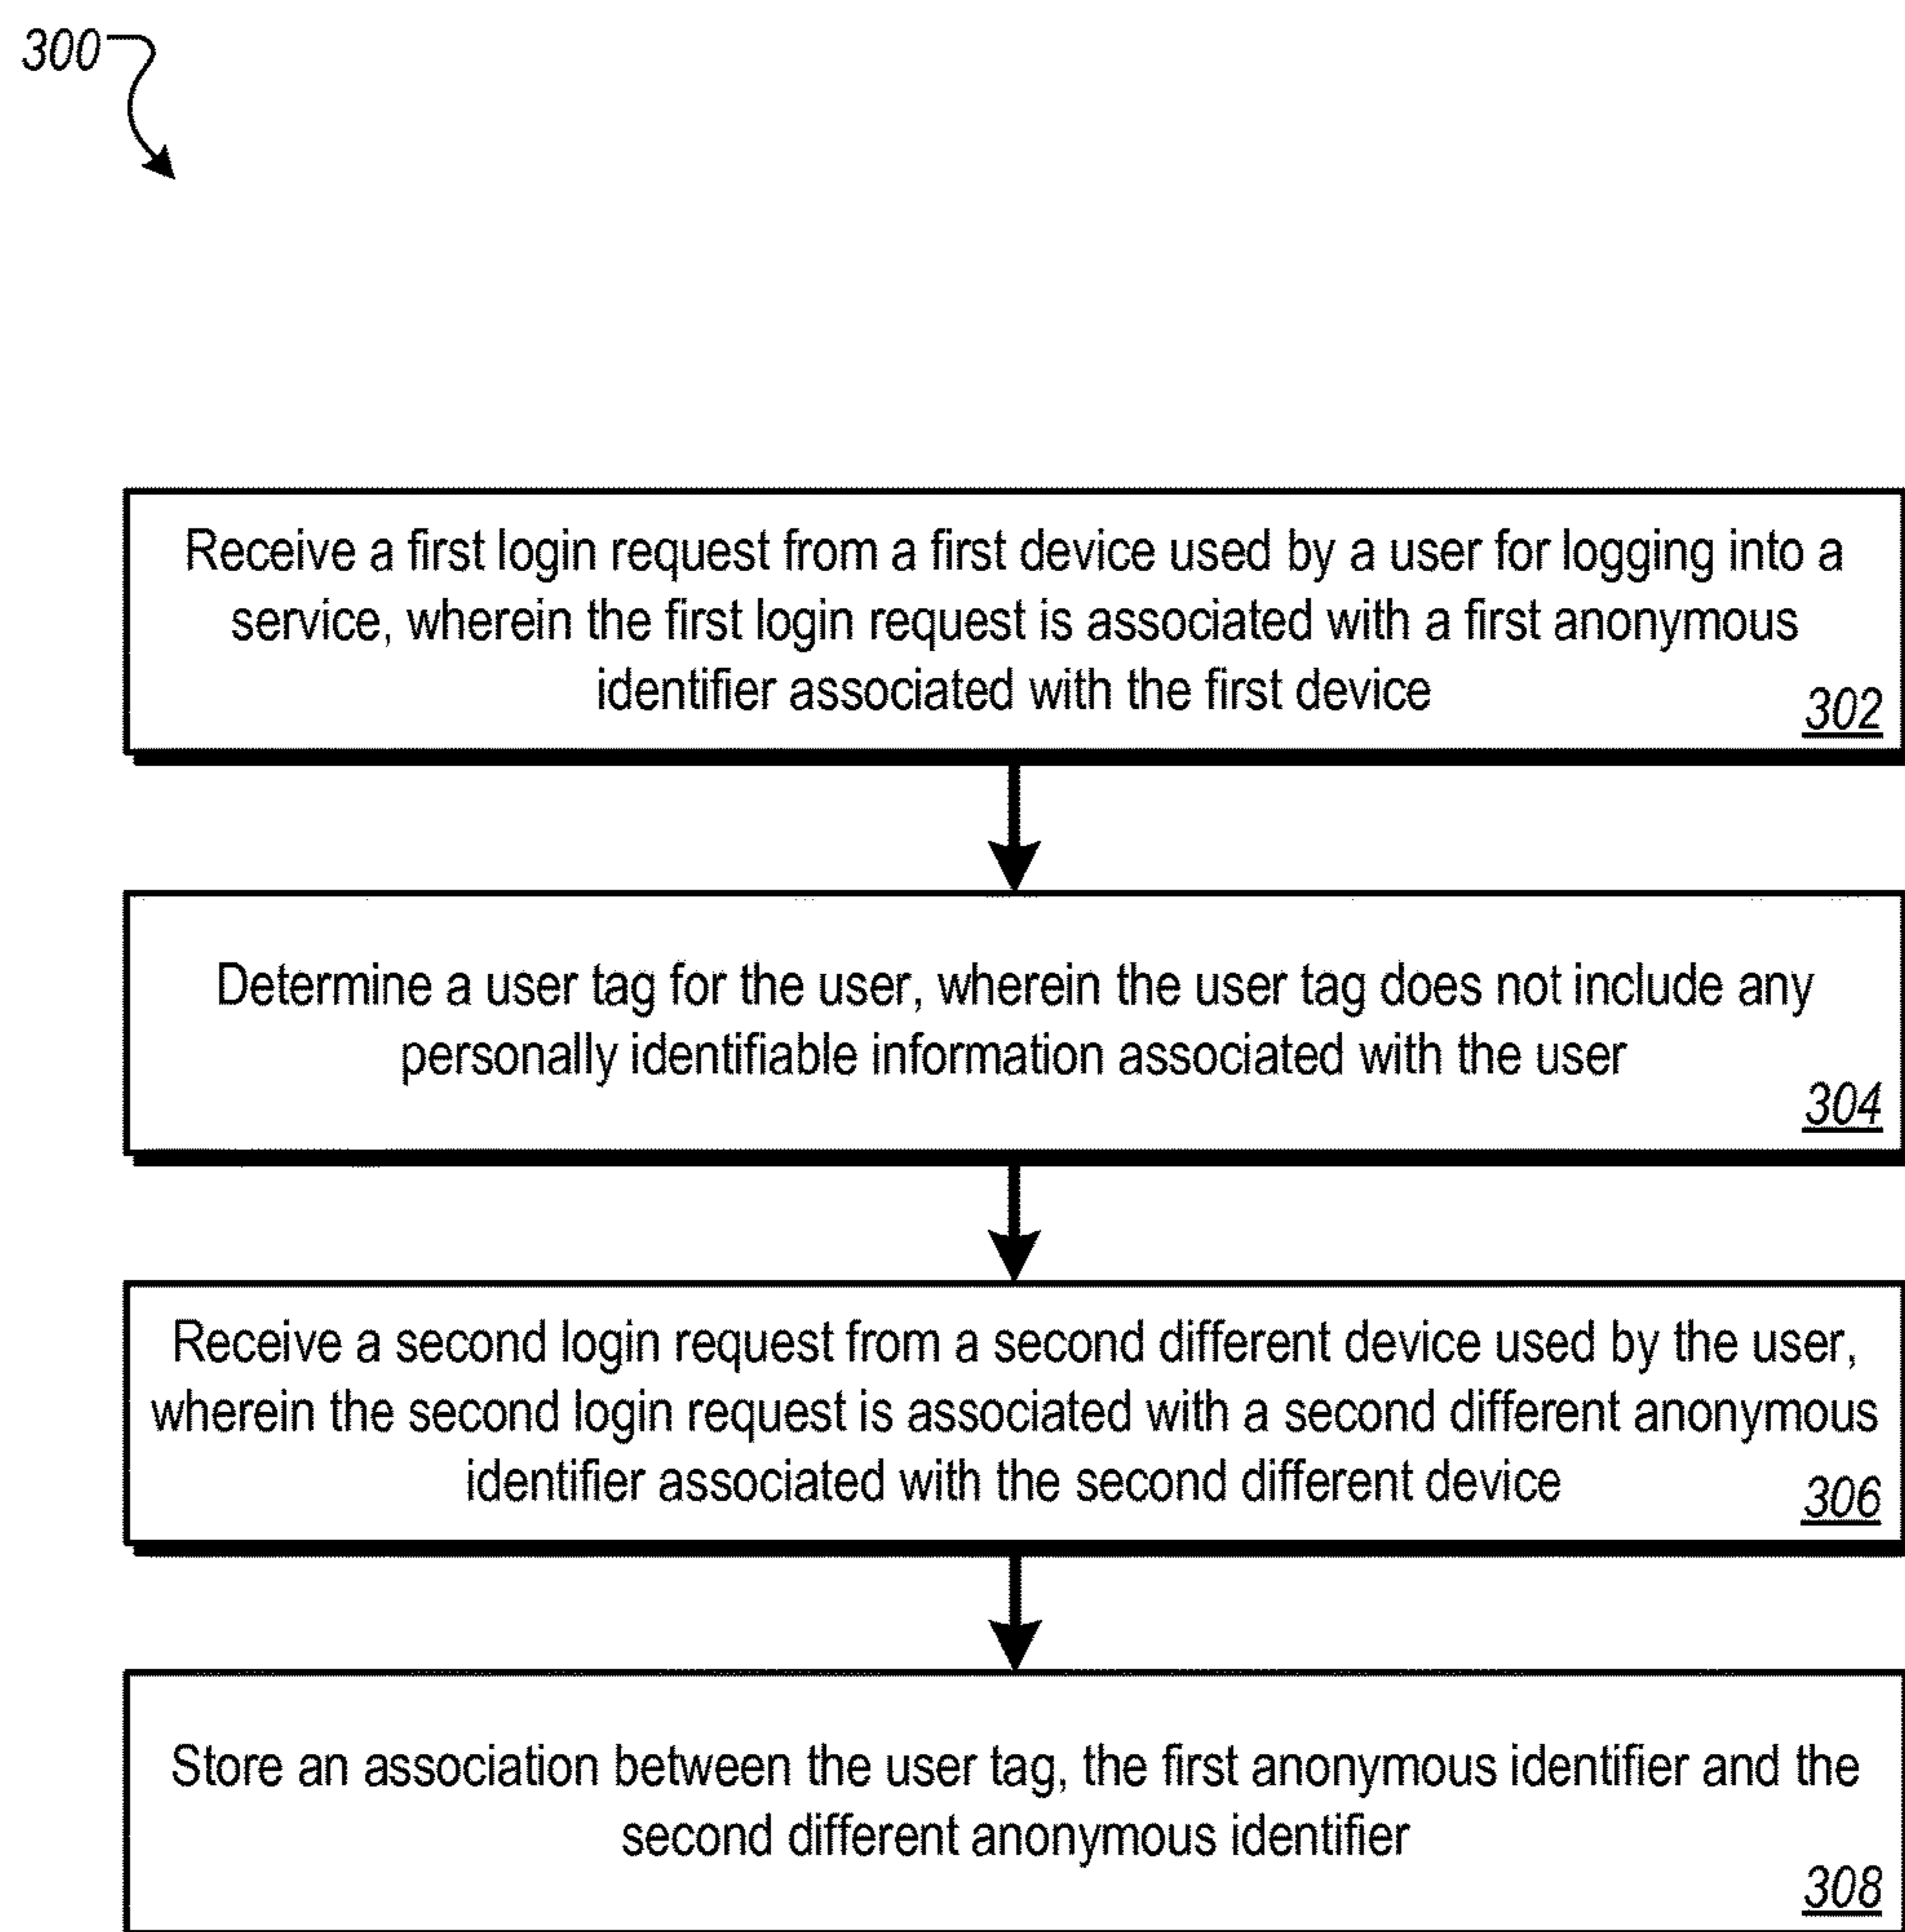 300
Receive a first login request from a first device used by a user for logging into a
service, wherein the first login request is associated with a first anonymous
identifier associated with the first device
302
Determine a user tag for the user, wherein the user tag does not include any
personally identifiable information associated with the user
304
Receive a second login request from a second different device used by the user,
wherein the second login request is associated with a second different anonymous
identifier associated with the second different device
306
Store an association between the user tag, the first anonymous identifier and the
second different anonymous identifier
308